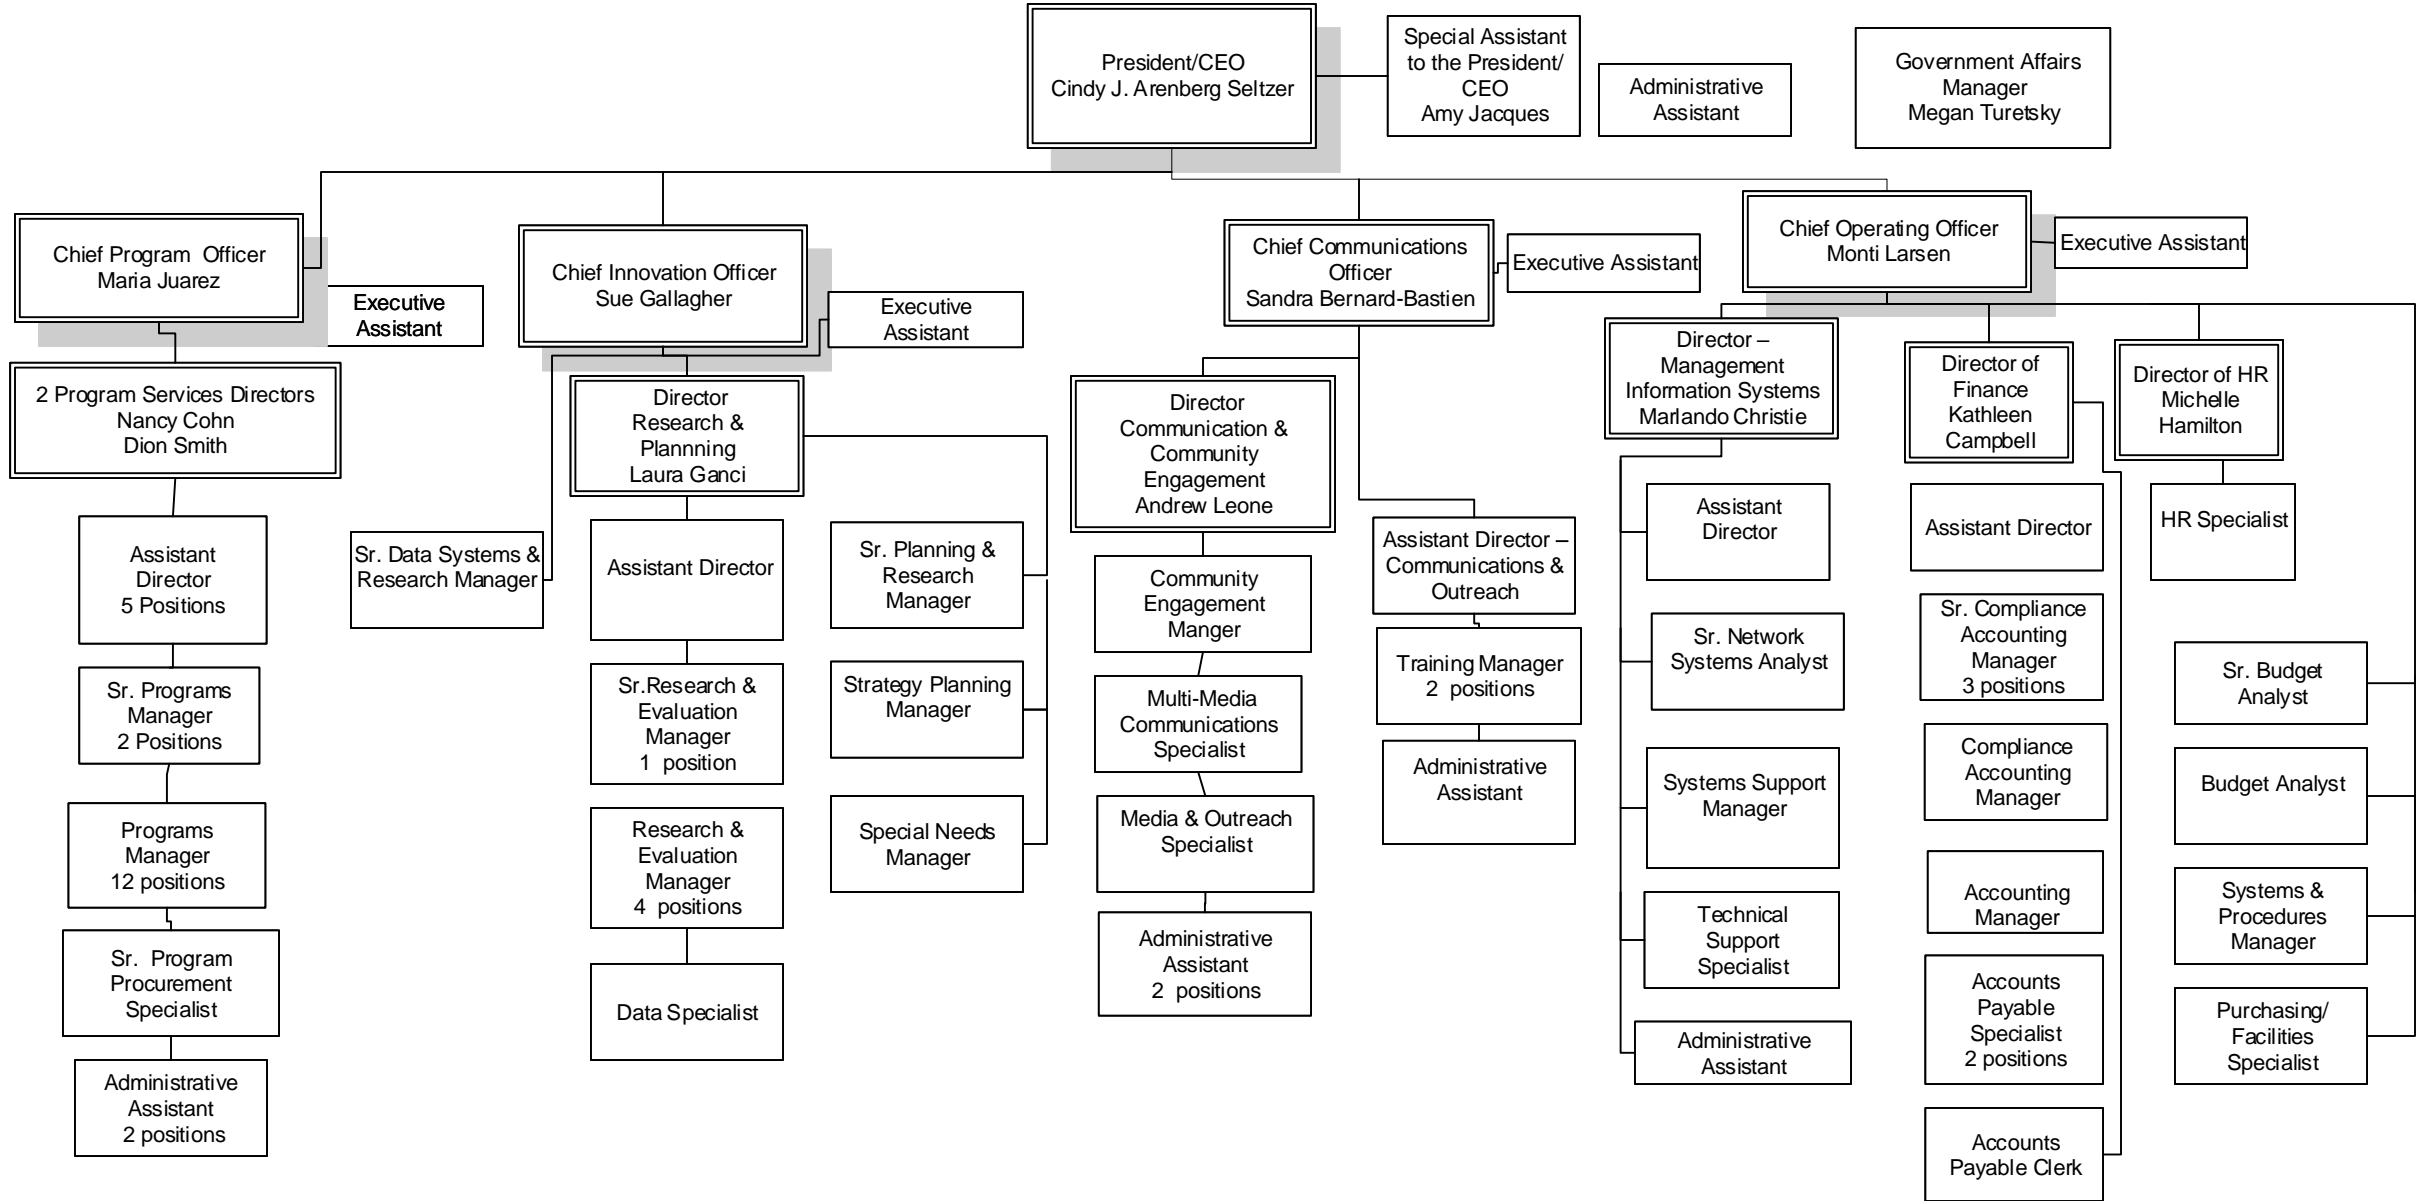 President/CEO
Cindy J. Arenberg Seltzer
Special Assistant
to the President/
CEO
Amy Jacques
Administrative
Assistant
Government Affairs
Manager
Megan Turetsky
Chief Program  Officer
Maria Juarez
Executive
Assistant
2 Program Services Directors
Nancy Cohn
Dion Smith
Assistant
Director
5 Positions
Sr. Programs
Manager
2 Positions
Programs
Manager
12 positions
Sr.  Program
Procurement
Specialist
Administrative
Assistant
2 positions
Chief Innovation Officer
Sue Gallagher
Executive
Assistant
Director
Research &
Plannning
Laura Ganci
Sr. Data Systems &
Research Manager
Assistant Director
Sr.Research &
Evaluation
Manager
1  position
Research &
Evaluation
Manager
4  positions
Data Specialist
Sr. Planning &
Research
Manager
Strategy Planning
Manager
Special Needs
Manager
Chief Communications
Officer
Sandra Bernard-Bastien
Executive Assistant
Director
Communication &
Community
Engagement
Andrew Leone
Community
Engagement
Manger
Multi-Media
Communications
Specialist
Media & Outreach
Specialist
Administrative
Assistant
2  positions
Assistant Director –
Communications &
Outreach
Training Manager
2  positions
Administrative
Assistant
Chief Operating Officer
Monti Larsen
Executive Assistant
Director –
Management
Information Systems
Marlando Christie
Assistant
Director
Sr. Network
Systems Analyst
Systems Support
Manager
Technical
Support
Specialist
Administrative
Assistant
Director of
Finance
Kathleen
Campbell
Assistant Director
Sr. Compliance
Accounting
Manager
3 positions
Compliance
Accounting
Manager
Accounting
Manager
Accounts
Payable
Specialist
2 positions
Accounts
Payable Clerk
Director of HR
Michelle
Hamilton
HR Specialist
Sr. Budget
Analyst
Budget Analyst
Systems &
Procedures
Manager
Purchasing/
Facilities
Specialist